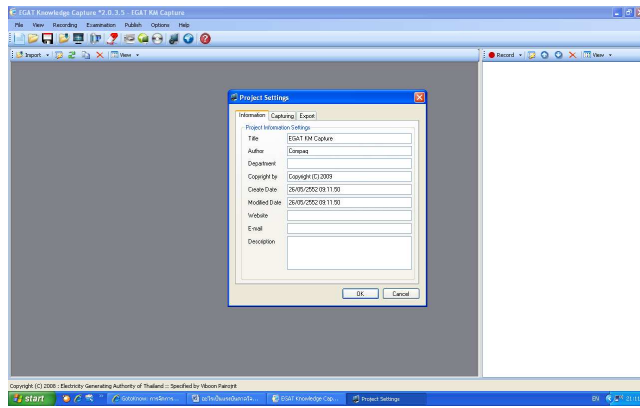 EGAT Knowledge Capture *2.0.3.5 - EGAT KM Capture
File View Recording Examination Publish Options Help
Import View
Record View
Project Settings
Information Capturing Export
Project Information Settings
Title EGAT KM Capture
Author Compaq
Department
Copyright by Copyright (C) 2009
Create Date 26/05/2552 09:11:50
Modified Date 26/05/2552 09:11:50
Website
E-mail
Description
OK Cancel
Copyright (C) 2008 : Electricity Generating Authority of Thailand :: Specified by Viboon Pairojrit
start GotoKnow: EGAT Knowledge Cap... Project Settings EN